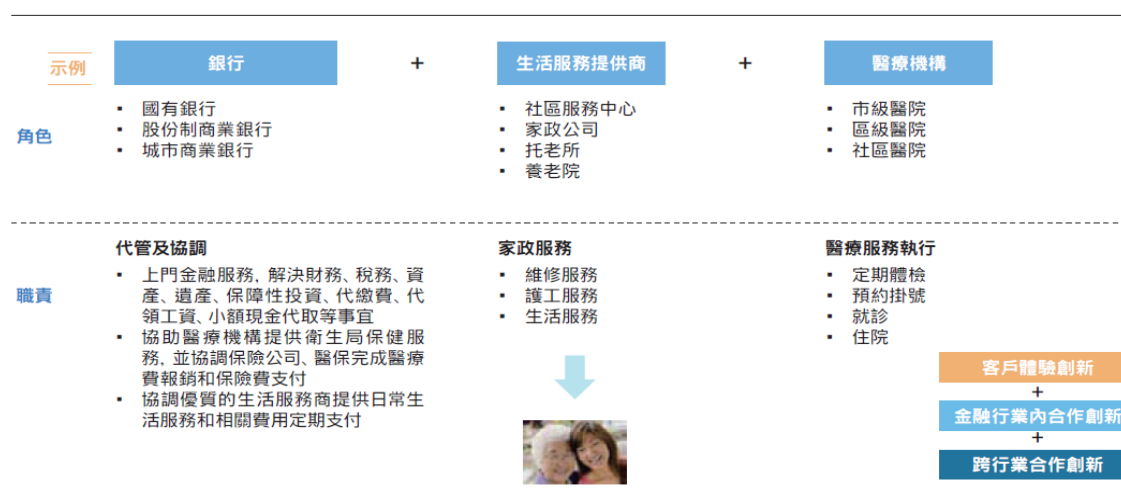 示例
銀行
+
生活服務提供商
+
醫療機構
角色
▪ 國有銀行
▪ 股份制商業銀行
▪ 城市商業銀行
▪ 社區服務中心
▪ 家政公司
▪ 托老所
▪ 養老院
▪ 市級醫院
▪ 區級醫院
▪ 社區醫院
職責
代管及協調
▪ 上門金融服務, 解決財務、稅務、資
產、遺產、保障性投資、代繳費、代
領工資、小額現金代取等事宜
▪ 協助醫療機構提供衛生局保健服
務, 並協調保險公司、醫保完成醫療
費報銷和保險費支付
▪ 協調優質的生活服務商提供日常生
活服務和相關費用定期支付
家政服務
▪ 維修服務
▪ 護工服務
▪ 生活服務
醫療服務執行
▪ 定期體檢
▪ 預約掛號
▪ 就診
▪ 住院
客戶體驗創新
+
金融行業內合作創新
+
跨行業合作創新